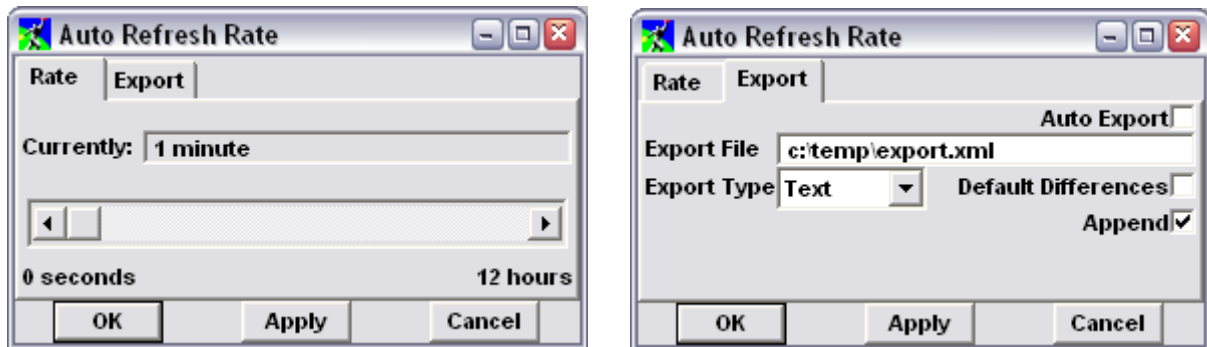 Auto Refresh Rate
Rate Export
Currently: 1 minute
0 seconds 12 hours
OK Apply Cancel
Auto Refresh Rate
Rate Export
Auto Export
Export File c:\temp\export.xml
Export Type Text Default Differences
Append
OK Apply Cancel